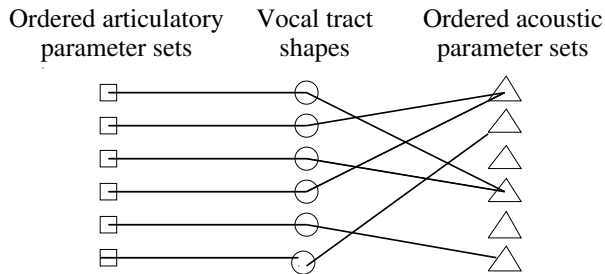 Ordered articulatory
parameter sets
Vocal tract
shapes
Ordered acoustic
parameter sets